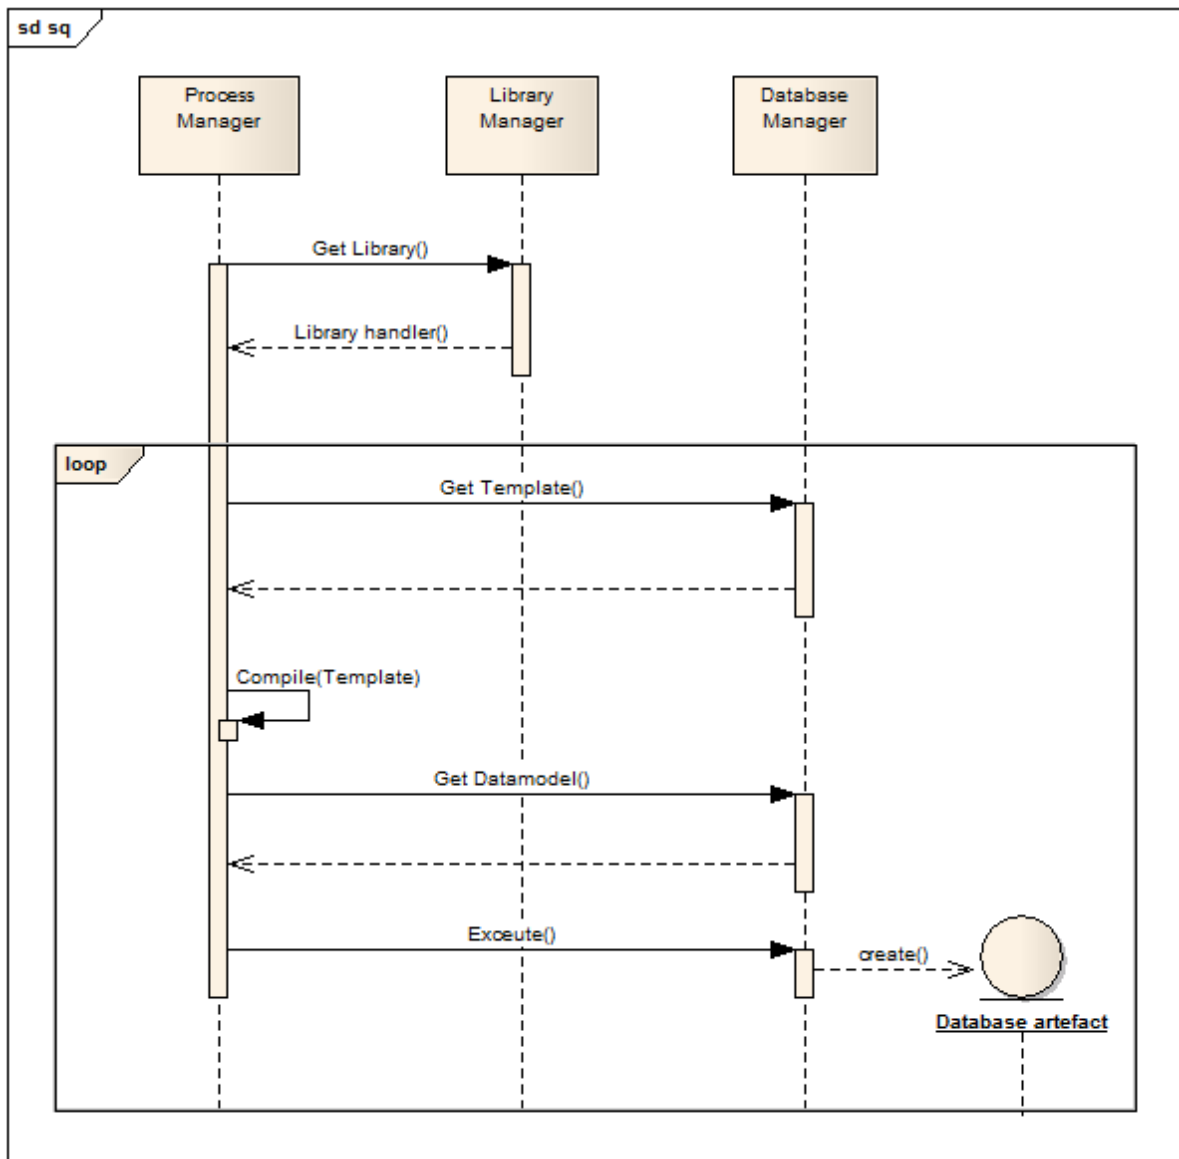 sd sq
Process
Manager
Library
Manager
Database
Manager
Get Library()
Library handler()
loop
Get Template()
Compile(Template)
Get Datamodel()
Exceute()
create()
Database artefact